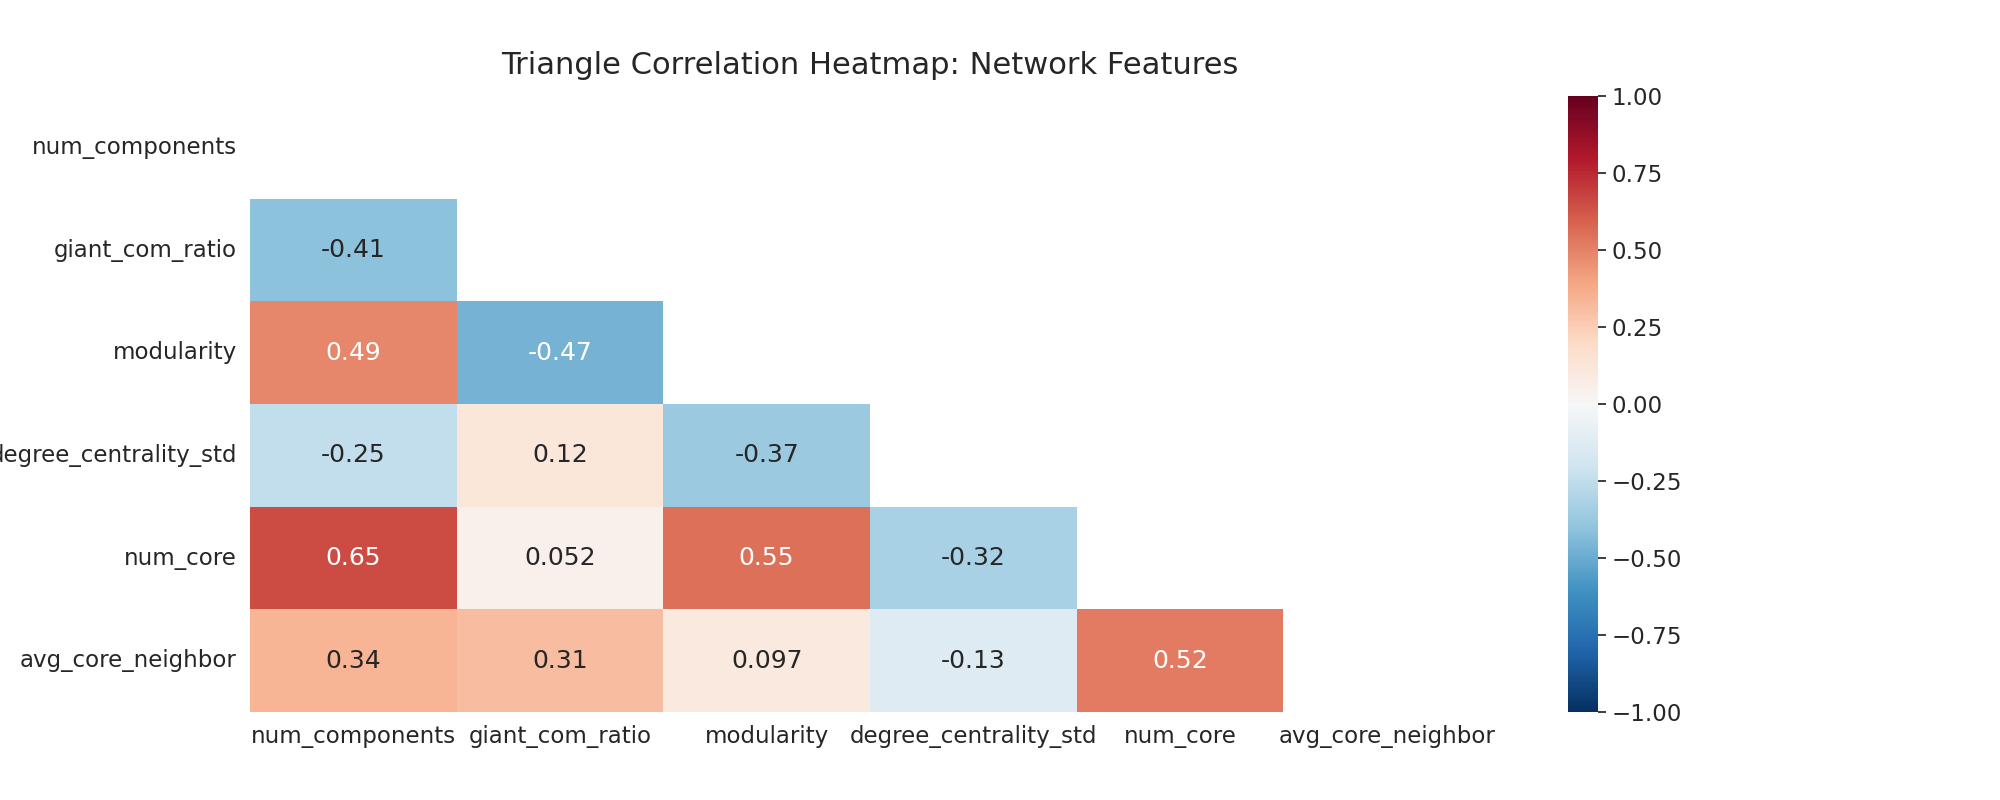 Triangle Correlation Heatmap: Network Features
num_components
giant_com_ratio
-0.41
modularity
0.49 -0.47
degree_centrality_std
-0.25 0.12 -0.37
num_core
0.65 0.052 0.55 -0.32
avg_core_neighbor
0.34 0.31 0.097 -0.13 0.52
num_components giant_com_ratio modularity degree_centrality_std num_core avg_core_neighbor
1.00
0.75
0.50
0.25
0.00
−0.25
−0.50
−0.75
−1.00